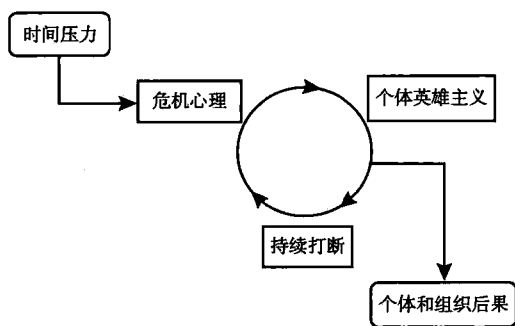 时间压力
危机心理
个体英雄主义
持续打断
个体和组织后果